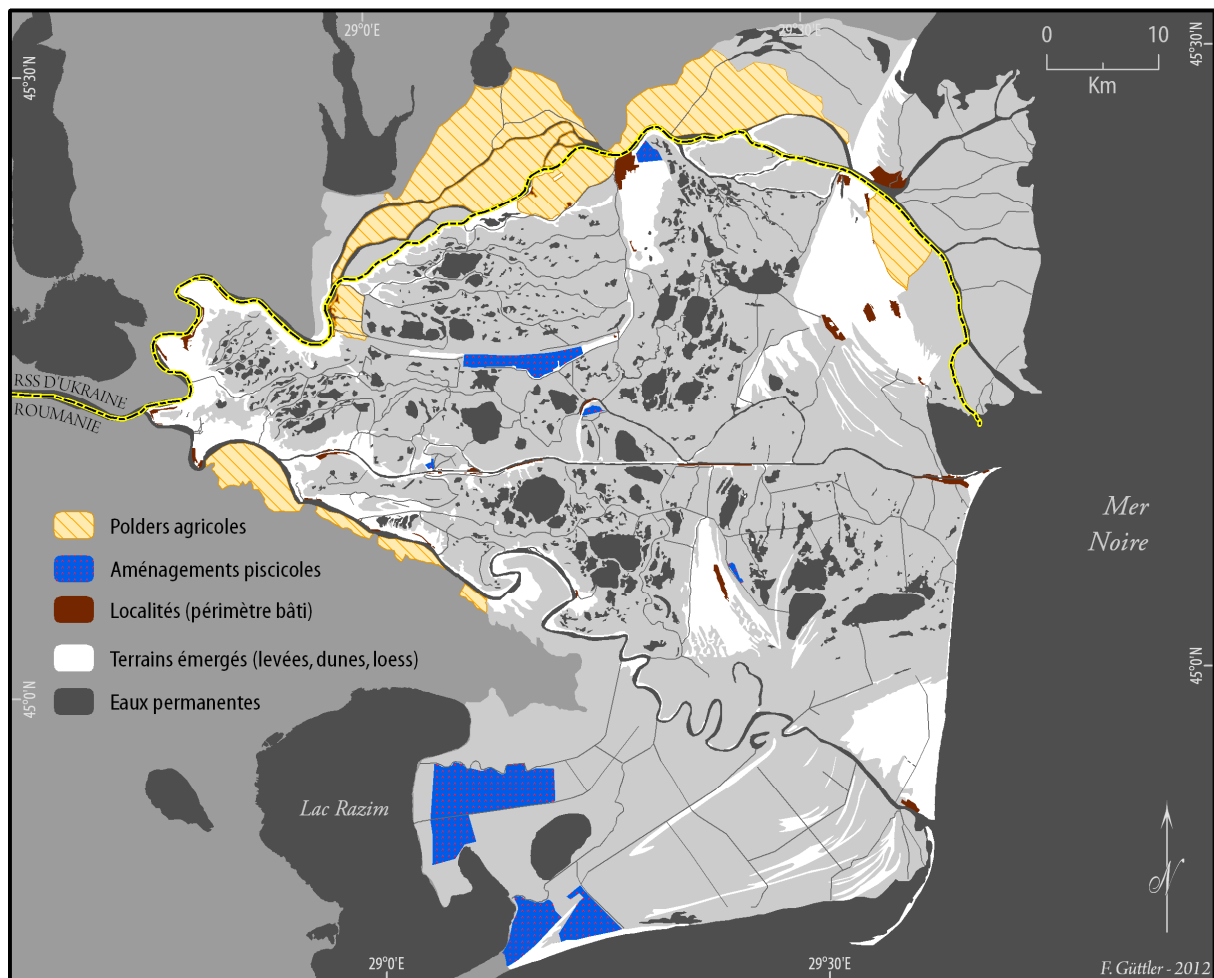 29°0'E
29°30'E
0 10
Km
45°30'N
45°30'N
RSS D'UKRAINE
ROUMANIE
Mer
Noire
Polders agricoles
Aménagements piscicoles
Localités (périmètre bâti)
Terrains émergés (levées, dunes, loess)
Eaux permanentes
45°0'N
45°0'N
Lac Razim
N
29°0'E
29°30'E
F. Güttler - 2012